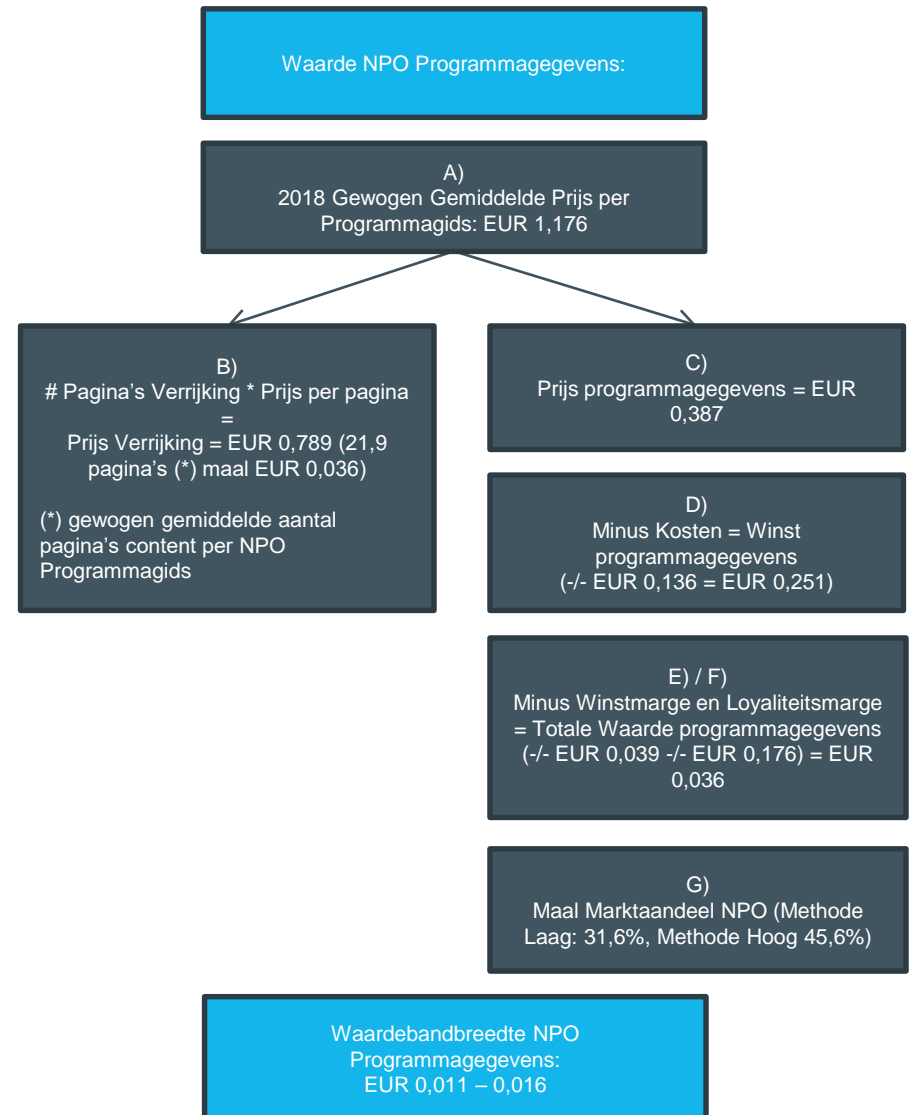 Waarde NPO Programmagegevens:
A)
2018 Gewogen Gemiddelde Prijs per
Programmagids: EUR 1,176
B)
# Pagina's Verrijking * Prijs per pagina
=
Prijs Verrijking = EUR 0,789 (21,9
pagina's (*) maal EUR 0,036)
(*) gewogen gemiddelde aantal
pagina's content per NPO
Programmagids
C)
Prijs programmagegevens = EUR
0,387
D)
Minus Kosten = Winst
programmagegevens
(-/- EUR 0,136 = EUR 0,251)
E) / F)
Minus Winstmarge en Loyaliteitsmarge
= Totale Waarde programmagegevens
(-/- EUR 0,039 -/- EUR 0,176) = EUR
0,036
G)
Maal Marktaandeel NPO (Methode
Laag: 31,6%, Methode Hoog 45,6%)
Waardebandbreedte NPO
Programmagegevens:
EUR 0,011 – 0,016